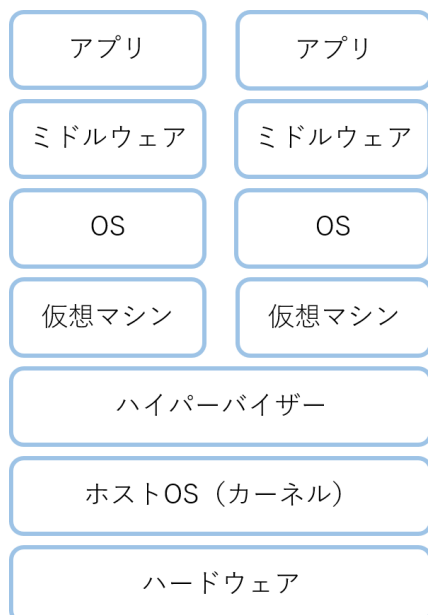 アプリ
アプリ
ミドルウェア
ミドルウェア
OS
OS
仮想マシン
仮想マシン
ハイパーバイザー
ホストOS（カーネル）
ハードウェア